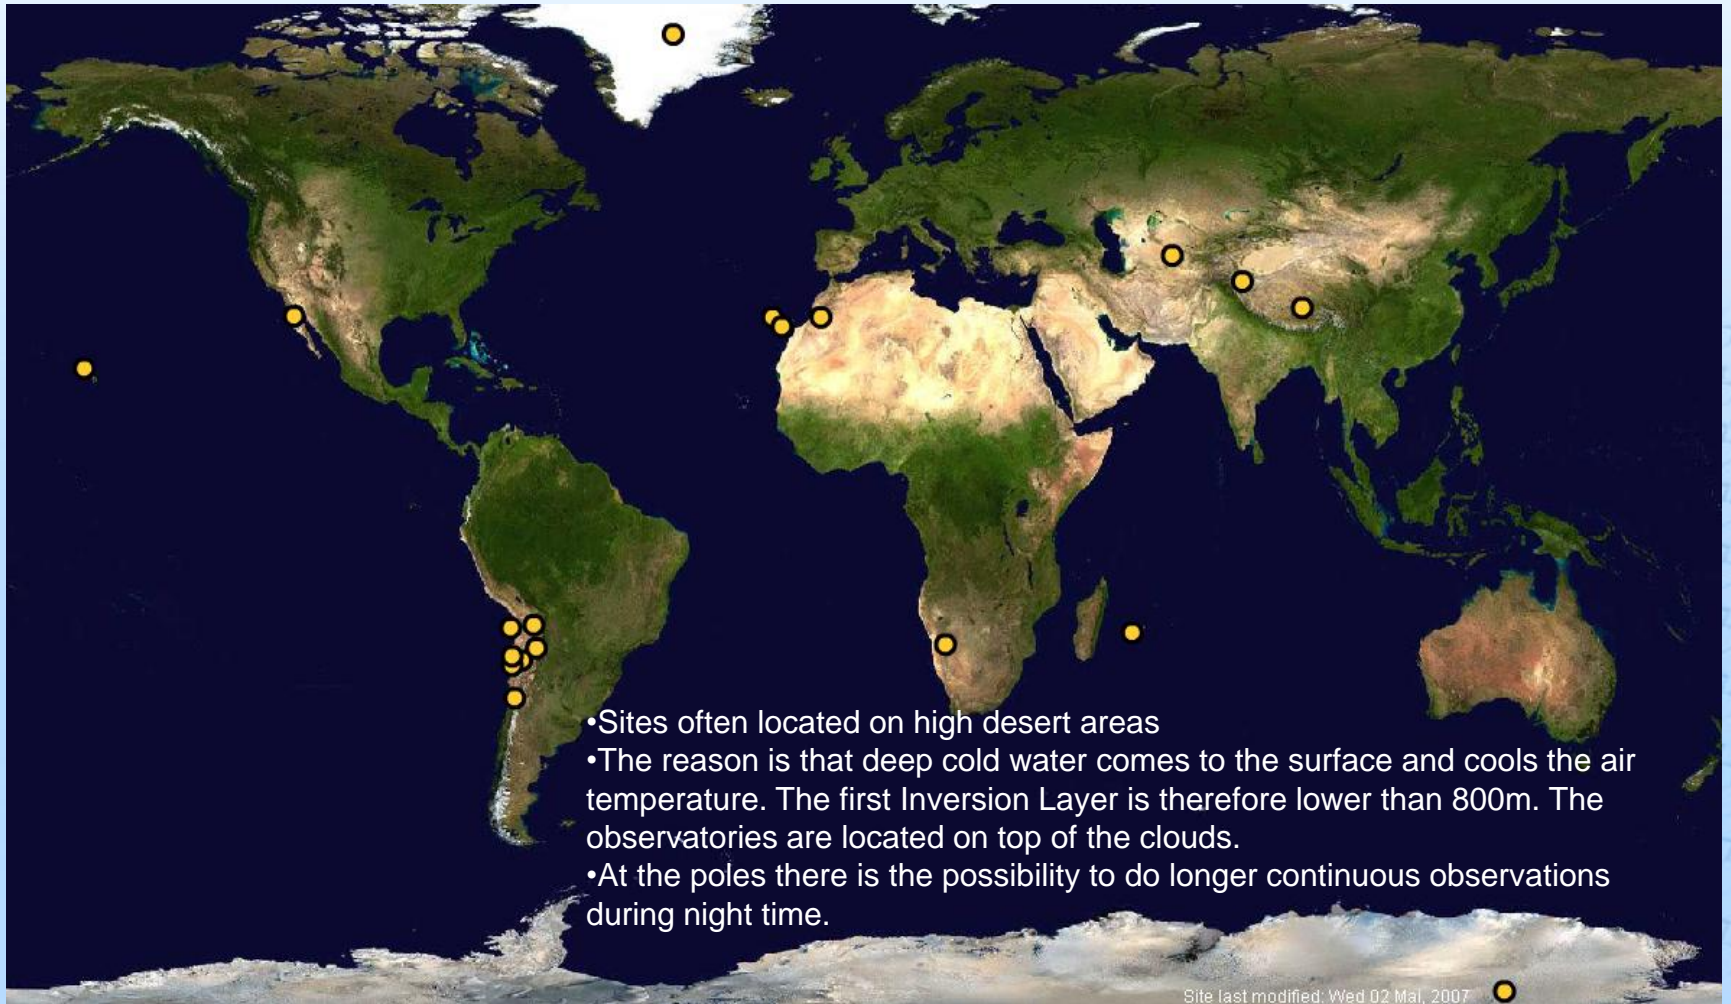 •Sites often located on high desert areas
•The reason is that deep cold water comes to the surface and cools the air
temperature. The first Inversion Layer is therefore lower than 800m. The
observatories are located on top of the clouds.
•At the poles there is the possibility to do longer continuous observations
during night time.
Site last modified: Wed 02 Mai, 2007